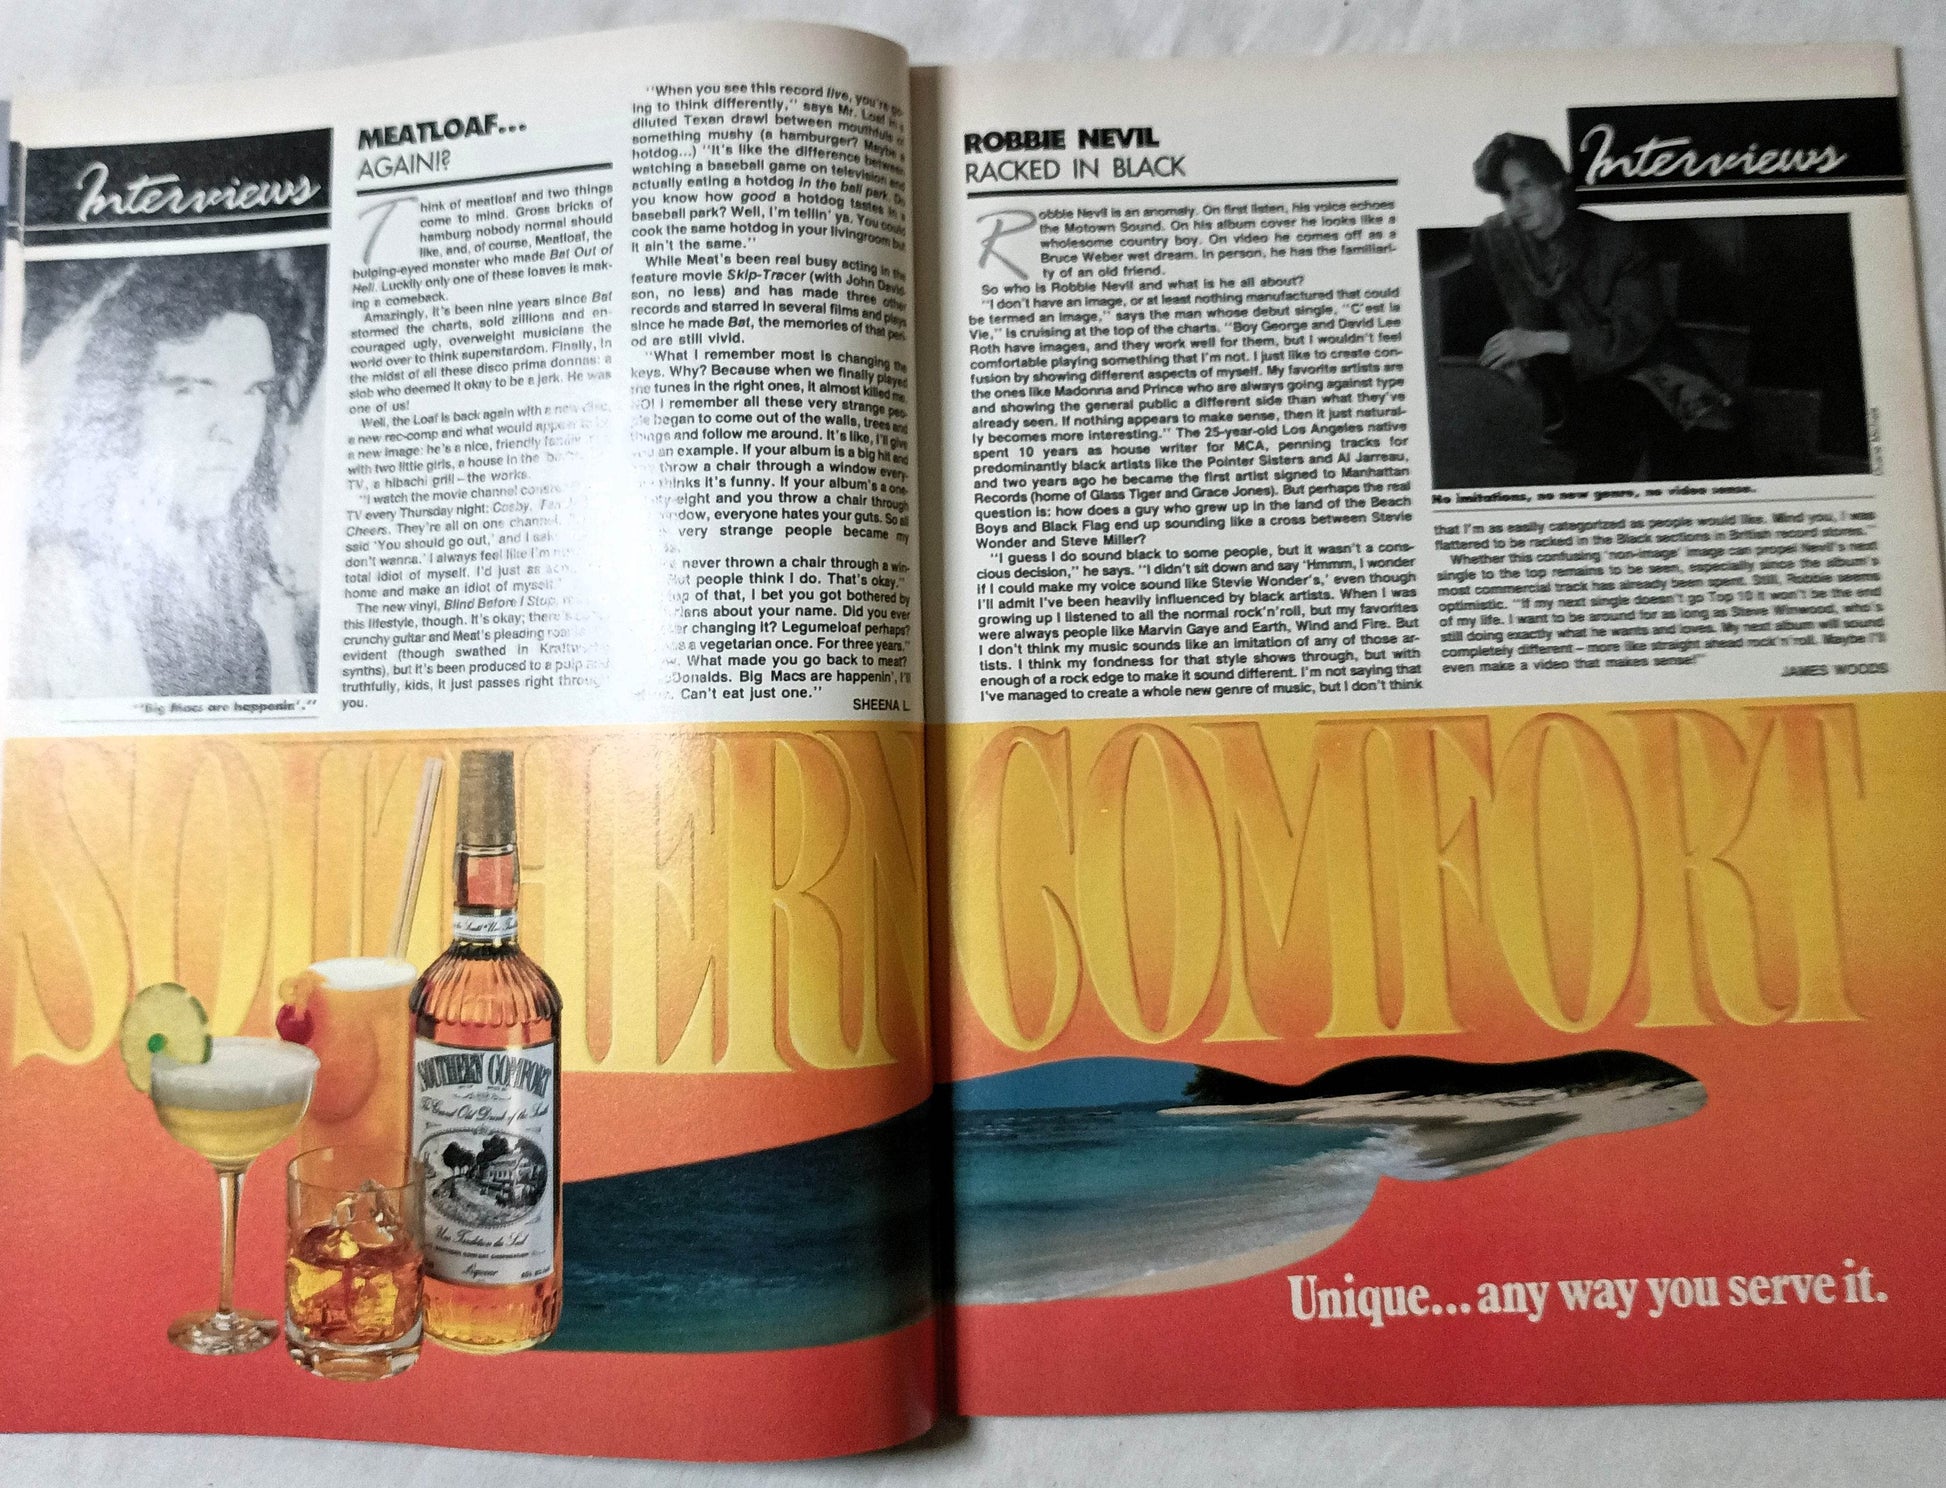 Interviews
"Big Macs are happenin'."
MEATLOAF...
AGAIN!?
Think of meatloaf and two things
come to mind. Gross bricks of
hamburg nobody normal should
like, and, of course, Meatloaf, the
bulging-eyed monster who made Bat Out of
Hell. Luckily only one of these loaves is mak-
ing a comeback.
Amazingly, it's been nine years since Bat
stormed the charts, sold zillions and en-
couraged ugly, overweight musicians the
world over to think superstardom. Finally, in
the midst of all these disco prima donnas: a
slob who deemed it okay to be a jerk. He was
one of us!
Well, the Loaf is back again with a new disc,
a new rec-comp and what would appear to be
a new image: he's a nice, friendly
with two little girls, a house in the
TV, a hibachi grill – the works.
"I watch the movie channel
TV every Thursday night: Cosby,
Cheers. They're all on one channel.
said 'You should go out,' and I
don't wanna.' I always feel like I'm
total idiot of myself. I'd just as
home and make an idiot of myself."
The new vinyl, Blind Before I Stop,
this lifestyle, though. It's okay; there's
crunchy guitar and Meat's pleading
evident (though swathed in
synths), but it's been produced to a pulp and
truthfully, kids, it just passes right through
you.
"When you see this record live, you're go-
ing to think differently," says Mr. Loaf in a
diluted Texan drawl between mouthfuls of
something mushy (a hamburger? Maybe a
hotdog...) "It's like the difference between
watching a baseball game on television and
actually eating a hotdog in the ball park. Do
you know how good a hotdog tastes in a
baseball park? Well, I'm tellin' ya. You could
cook the same hotdog in your livingroom but
it ain't the same."
While Meat's been real busy acting in the
feature movie Skip-Tracer (with John David-
son, no less) and has made three other
records and starred in several films and plays
since he made Bat, the memories of that peri-
od are still vivid.
"What I remember most is changing the
keys. Why? Because when we finally played
the tunes in the right ones, it almost killed me.
NO! I remember all these very strange peo-
ple began to come out of the walls, trees and
things and follow me around. It's like, I'll give
you an example. If your album is a big hit and
throw a chair through a window every-
thinks it's funny. If your album's a one-
eight and you throw a chair through
window, everyone hates your guts. So all
very strange people became my
never thrown a chair through a win-
But people think I do. That's okay."
of that, I bet you got bothered by
about your name. Did you ever
changing it? Legumeloaf perhaps?
a vegetarian once. For three years."
What made you go back to meat?
McDonalds. Big Macs are happenin', I'll
Can't eat just one."
SHEENA L.
ROBBIE NEVIL
RACKED IN BLACK
Robbie Nevil is an anomaly. On first listen, his voice echoes
the Motown Sound. On his album cover he looks like a
wholesome country boy. On video he comes off as a
Bruce Weber wet dream. In person, he has the familiari-
ty of an old friend.
So who is Robbie Nevil and what is he all about?
"I don't have an image, or at least nothing manufactured that could
be termed an image," says the man whose debut single, "C'est la
Vie," is cruising at the top of the charts. "Boy George and David Lee
Roth have images, and they work well for them, but I wouldn't feel
comfortable playing something that I'm not. I just like to create con-
fusion by showing different aspects of myself. My favorite artists are
the ones like Madonna and Prince who are always going against type
and showing the general public a different side than what they've
already seen. If nothing appears to make sense, then it just natural-
ly becomes more interesting." The 25-year-old Los Angeles native
spent 10 years as house writer for MCA, penning tracks for
predominantly black artists like the Pointer Sisters and Al Jarreau,
and two years ago he became the first artist signed to Manhattan
Records (home of Glass Tiger and Grace Jones). But perhaps the real
question is: how does a guy who grew up in the land of the Beach
Boys and Black Flag end up sounding like a cross between Stevie
Wonder and Steve Miller?
"I guess I do sound black to some people, but it wasn't a cons-
cious decision," he says. "I didn't sit down and say 'Hmmm, I wonder
if I could make my voice sound like Stevie Wonder's,' even though
I'll admit I've been heavily influenced by black artists. When I was
growing up I listened to all the normal rock'n'roll, but my favorites
were always people like Marvin Gaye and Earth, Wind and Fire. But
I don't think my music sounds like an imitation of any of those ar-
tists. I think my fondness for that style shows through, but with
enough of a rock edge to make it sound different. I'm not saying that
I've managed to create a whole new genre of music, but I don't think
Interviews
No imitations, no new genre, no video sense.
that I'm as easily categorized as people would like. Mind you, I was
flattered to be racked in the Black sections in British record stores."
Whether this confusing 'non-image' image can propel Nevil's next
single to the top remains to be seen, especially since the album's
most commercial track has already been spent. Still, Robbie seems
optimistic. "If my next single doesn't go Top 10 it won't be the end
of my life. I want to be around for as long as Steve Winwood, who's
still doing exactly what he wants and loves. My next album will sound
completely different – more like straight ahead rock'n'roll. Maybe I'll
even make a video that makes sense!"
JAMES WOODS
SOUTHERN COMFORT
SOUTHERN COMFORT
The Grand Old Drink of the South
Une Tradition du Sud
SOUTHERN COMFORT CORPORATION
Liqueur
Unique... any way you serve it.